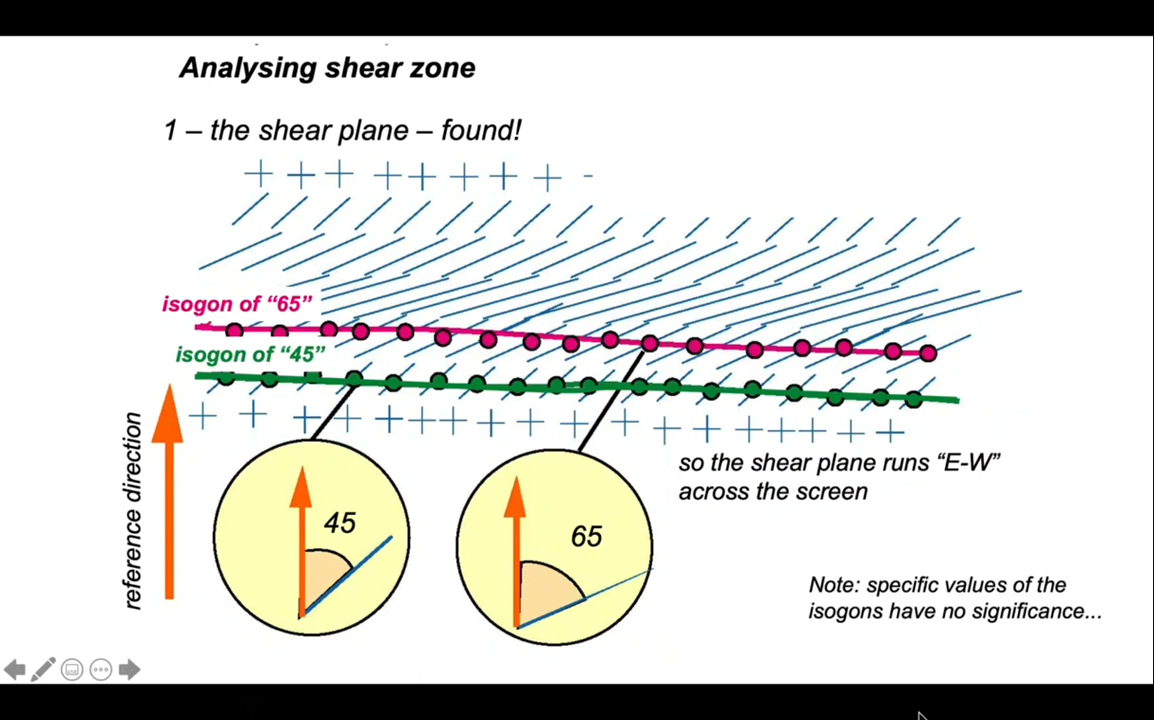 Analysing shear zone
1 – the shear plane – found!
isogon of “65”
isogon of “45”
reference direction
45
65
so the shear plane runs “E-W”
across the screen
Note: specific values of the
isogons have no significance...